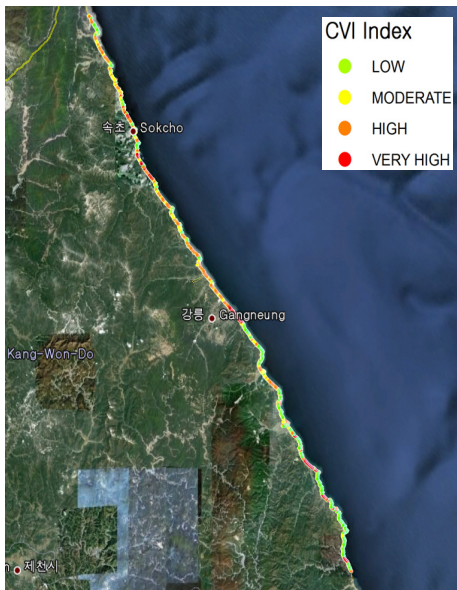 CVI Index
LOW
MODERATE
HIGH
VERY HIGH
속초 Sokcho
강릉 Gangneung
Kang-Won-Do
제천시